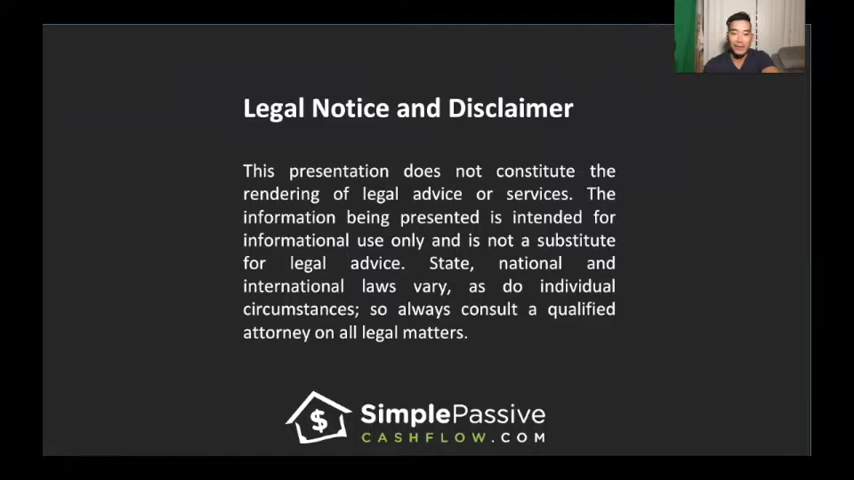 Legal Notice and Disclaimer
This presentation does not constitute the
rendering of legal advice or services. The
information being presented is intended for
informational use only and is not a substitute
for legal advice. State, national and
international laws vary, as do individual
circumstances; so always consult a qualified
attorney on all legal matters.
$ SimplePassive
CASHFLOW.COM